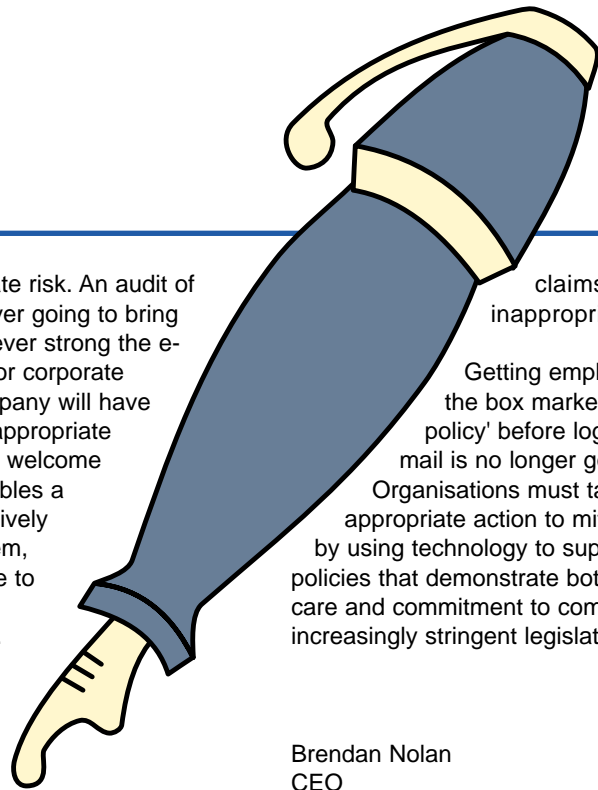 te risk. An audit of
ver going to bring
ever strong the e-
or corporate
pany will have
appropriate
welcome
bles a
ively
em,
e to
.
claims
inappropri
Getting empl
the box marke
policy' before log
mail is no longer g
Organisations must ta
appropriate action to mi
by using technology to sup
policies that demonstrate bot
care and commitment to com
increasingly stringent legislat
Brendan Nolan
CEO